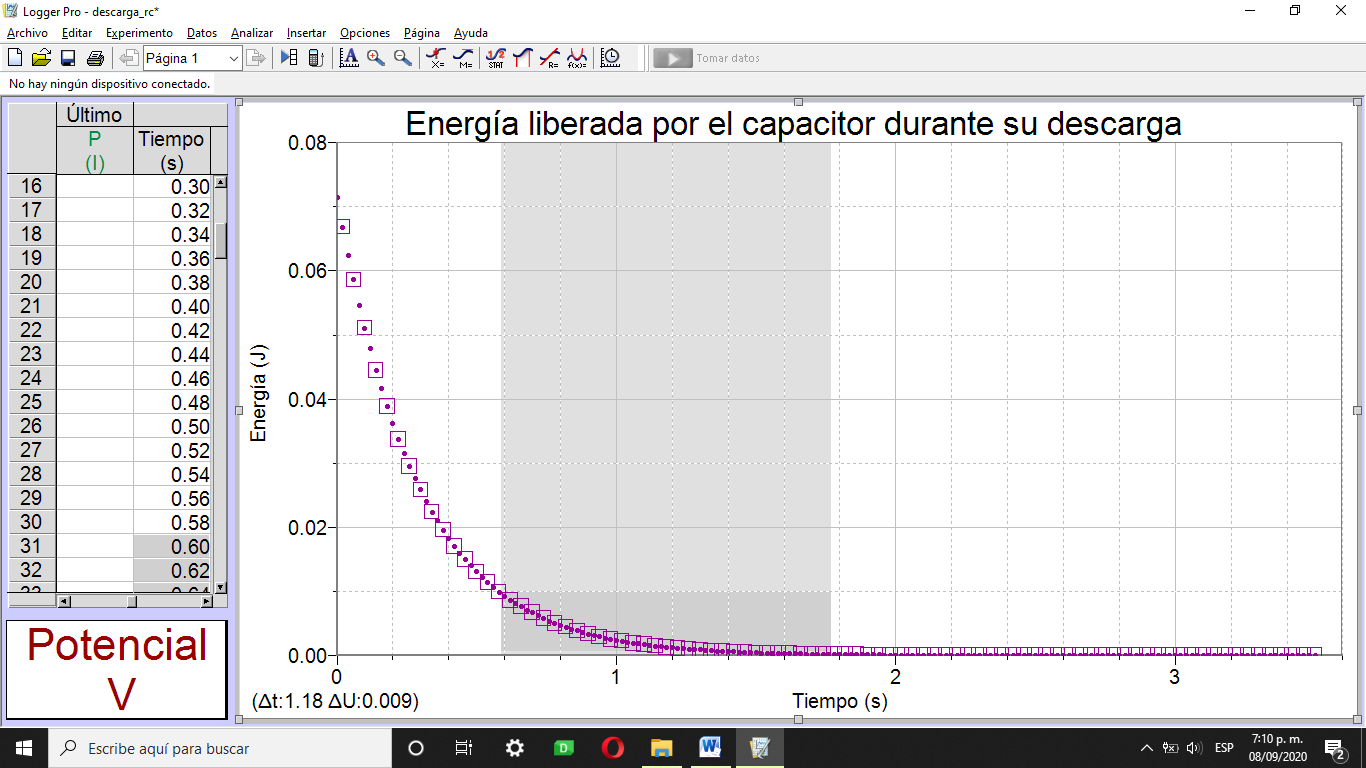 Logger Pro - descarga_rc*
Archivo Editar Experimento Datos Analizar Insertar Opciones Página Ayuda
Página 1
Tomar datos
No hay ningún dispositivo conectado.
Último
P
(I)
Tiempo
(s)
16 0.30
17 0.32
18 0.34
19 0.36
20 0.38
21 0.40
22 0.42
23 0.44
24 0.46
25 0.48
26 0.50
27 0.52
28 0.54
29 0.56
30 0.58
31 0.60
32 0.62
33 0.64
Potencial
V
Energía liberada por el capacitor durante su descarga
0.08
0.06
0.04
0.02
0.00
Energía (J)
0 1 2 3
(Δt:1.18 ΔU:0.009)
Tiempo (s)
Escribe aquí para buscar
ESP
7:10 p. m.
08/09/2020
2